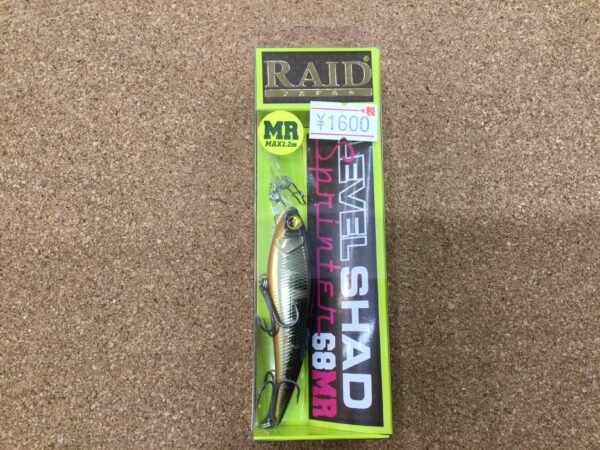 RAID®
JAPAN
+税
¥1600
MR
MAX2.2m
LEVEL SHAD
Sprinter
68MR